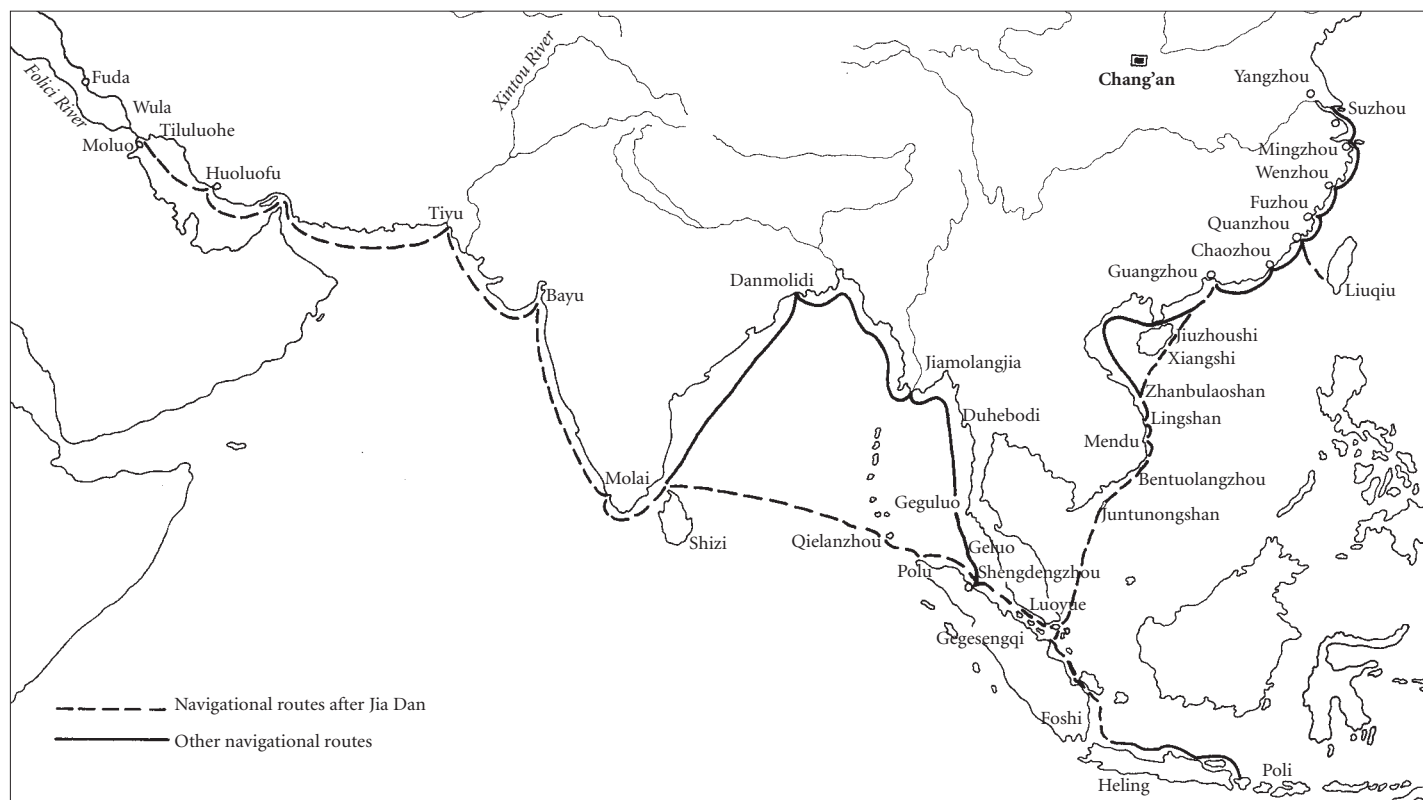 Fuda
Folici River
Wula
Tiluluohe
Moluo
Huoluofu
Xintou River
Chang'an
Yangzhou
Suzhou
Mingzhou
Wenzhou
Fuzhou
Quanzhou
Chaozhou
Guangzhou
Liuqiu
Tiyu
Bayu
Danmolidi
Jiuzhoushi
Xiangshi
Jiamolangjia
Zhanbulaoshan
Duhebodi
Lingshan
Mendu
Molai
Bentuolangzhou
Geguluo
Juntunongshan
Shizi
Qielanzhou
Geluo
Polu
Shengdengzhou
Luoyue
Gegesengqi
Foshi
Heling
Poli
Navigational routes after Jia Dan
Other navigational routes